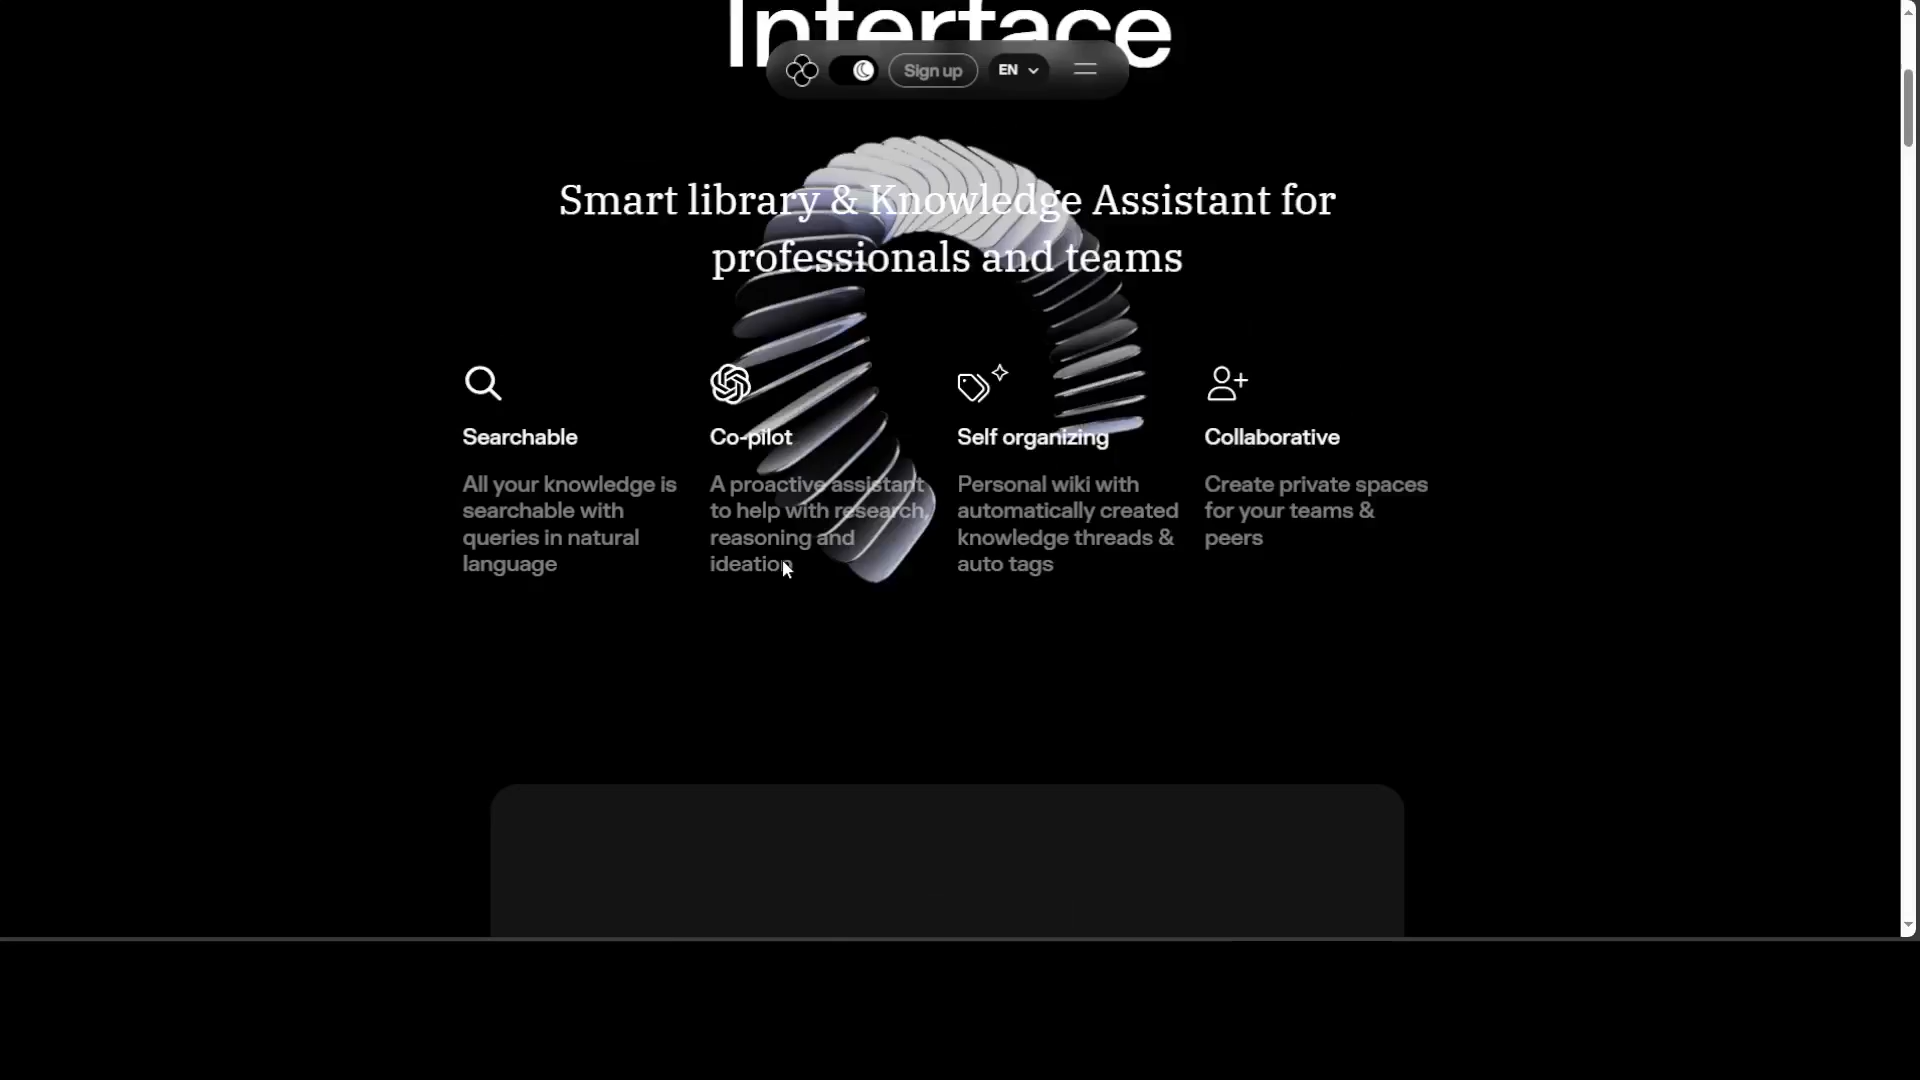 Interface
Sign up
EN
Smart library & Knowledge Assistant for
professionals and teams
Searchable
All your knowledge is
searchable with
queries in natural
language
Co-pilot
A proactive assistant
to help with research,
reasoning and
ideation
Self organizing
Personal wiki with
automatically created
knowledge threads &
auto tags
Collaborative
Create private spaces
for your teams &
peers